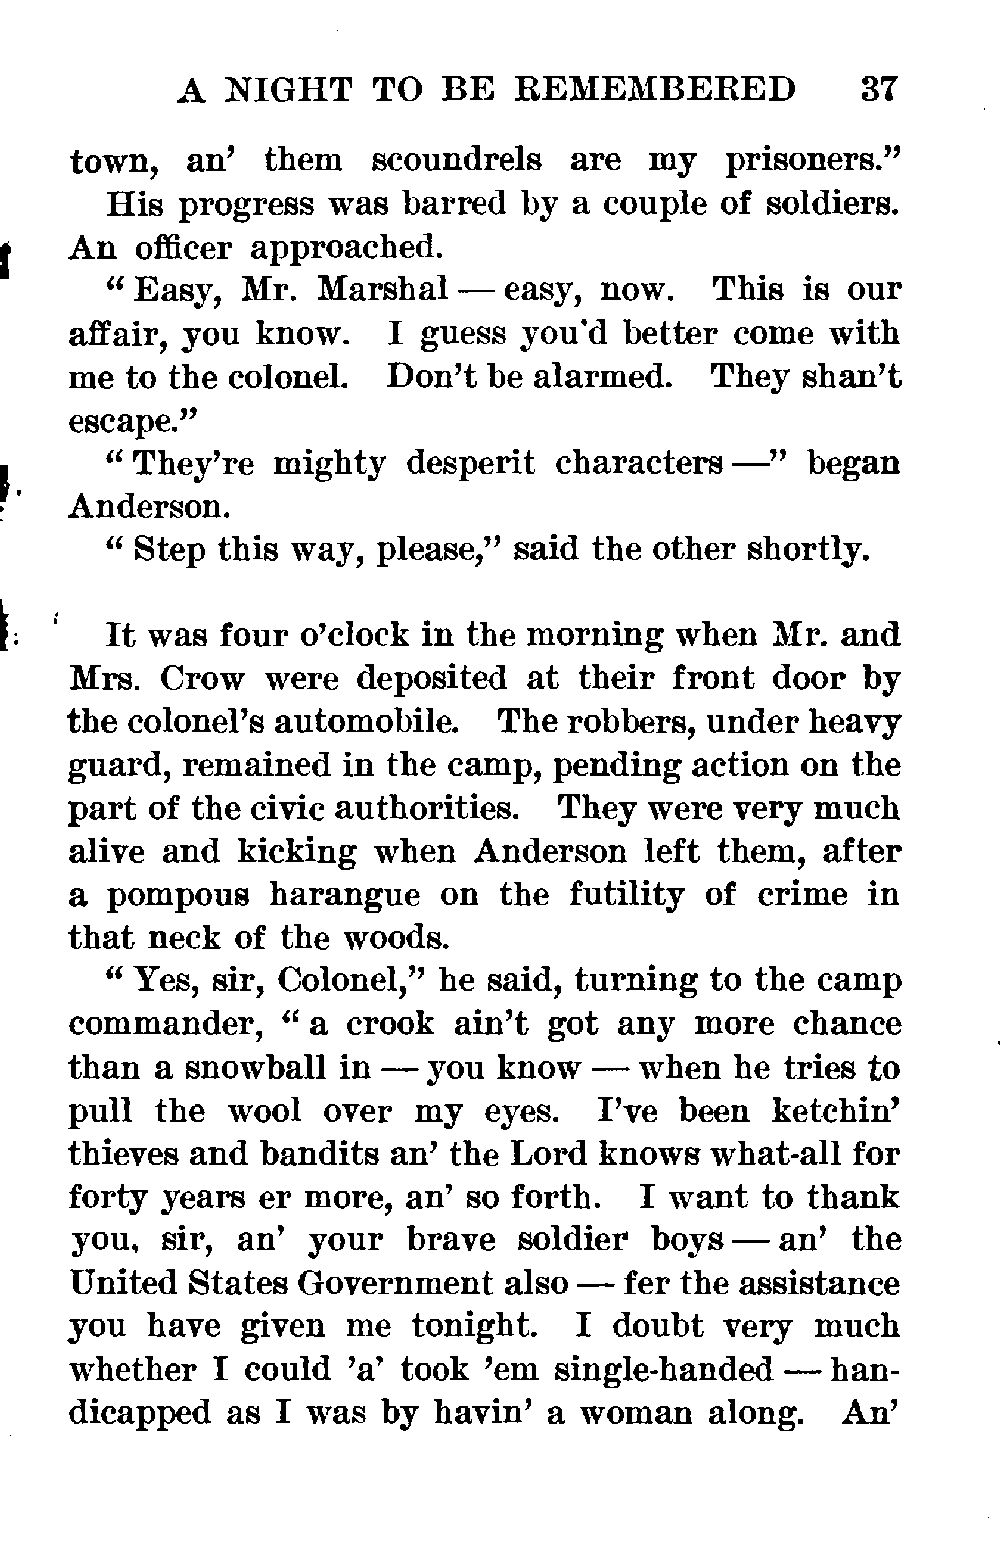 A NIGHT TO BE REMEMBERED 37
town, an’ them scoundrels are my prisoners.”
His progress was barred by a couple of soldiers.
An officer approached.
“ Easy, Mr. Marshal — easy, now. This is our
affair, you know. I guess you'd better come with
me to the colonel. Don’t be alarmed. They shan’t
escape.”
“ They’re mighty desperit characters —” began
Anderson.
“ Step this way, please,” said the other shortly.
It was four o’clock in the morning when Mr. and
Mrs. Crow were deposited at their front door by
the colonel’s automobile. The robbers, under heavy
guard, remained in the camp, pending action on the
part of the civic authorities. They were very much
alive and kicking when Anderson left them, after
a pompous harangue on the futility of crime in
that neck of the woods.
“ Yes, sir, Colonel,” he said, turning to the camp
commander, “ a crook ain’t got any more chance
than a snowball in — you know — when he tries to
pull the wool over my eyes. I’ve been ketchin’
thieves and bandits an’ the Lord knows what-all for
forty years er more, an’ so forth. I want to thank
you, sir, an’ your brave soldier boys — an’ the
United States Government also — fer the assistance
you have given me tonight. I doubt very much
whether I could ’a’ took ’em single-handed — han-
dicapped as I was by havin’ a woman along. An’